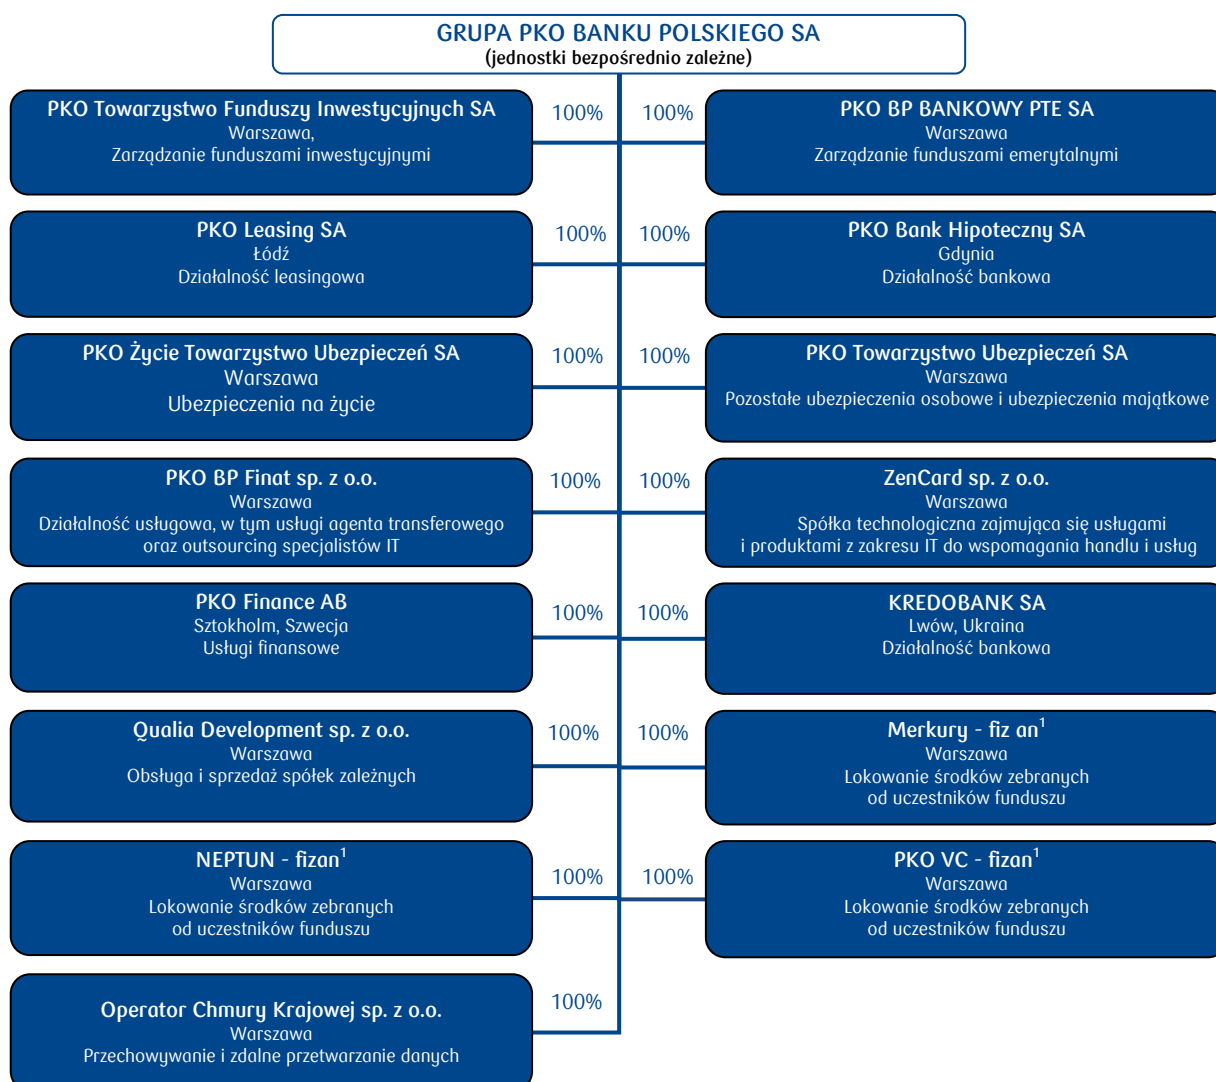 GRUPA PKO BANKU POLSKIEGO SA
(jednostki bezpośrednio zależne)
PKO Towarzystwo Funduszy Inwestycyjnych SA
Warszawa,
Zarządzanie funduszami inwestycyjnymi
100%
100%
PKO BP BANKOWY PTE SA
Warszawa
Zarządzanie funduszami emerytalnymi
PKO Leasing SA
Łódź
Działalność leasingowa
100%
100%
PKO Bank Hipoteczny SA
Gdynia
Działalność bankowa
PKO Życie Towarzystwo Ubezpieczeń SA
Warszawa
Ubezpieczenia na życie
100%
100%
PKO Towarzystwo Ubezpieczeń SA
Warszawa
Pozostałe ubezpieczenia osobowe i ubezpieczenia majątkowe
PKO BP Finat sp. z o.o.
Warszawa
Działalność usługowa, w tym usługi agenta transferowego
oraz outsourcing specjalistów IT
100%
100%
ZenCard sp. z o.o.
Warszawa
Spółka technologiczna zajmująca się usługami
i produktami z zakresu IT do wspomagania handlu i usług
PKO Finance AB
Sztokholm, Szwecja
Usługi finansowe
100%
100%
KREDOBANK SA
Lwów, Ukraina
Działalność bankowa
Qualia Development sp. z o.o.
Warszawa
Obsługa i sprzedaż spółek zależnych
100%
100%
Merkury - fiz an¹
Warszawa
Lokowanie środków zebranych
od uczestników funduszu
NEPTUN - fizan¹
Warszawa
Lokowanie środków zebranych
od uczestników funduszu
100%
100%
PKO VC - fizan¹
Warszawa
Lokowanie środków zebranych
od uczestników funduszu
Operator Chmury Krajowej sp. z o.o.
Warszawa
Przechowywanie i zdalne przetwarzanie danych
100%